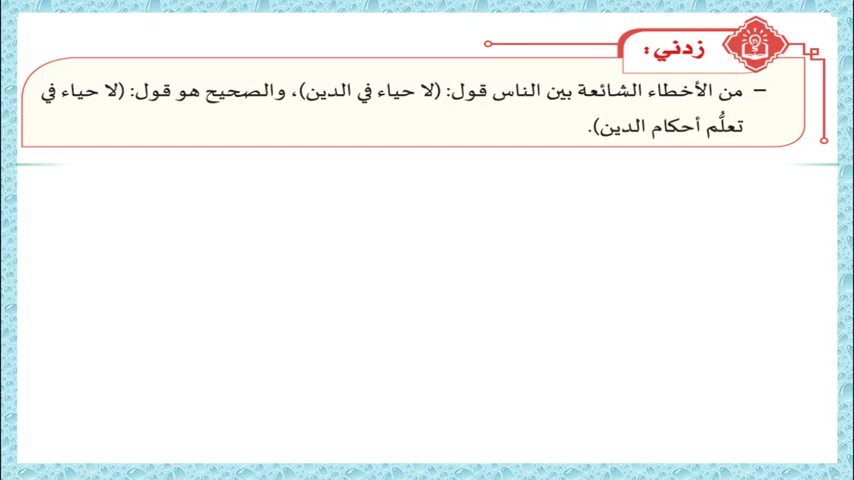 زدني :
– من الأخطاء الشائعة بين الناس قول: (لا حياء في الدين)، والصحيح هو قول: (لا حياء في
تعلُّم أحكام الدين).